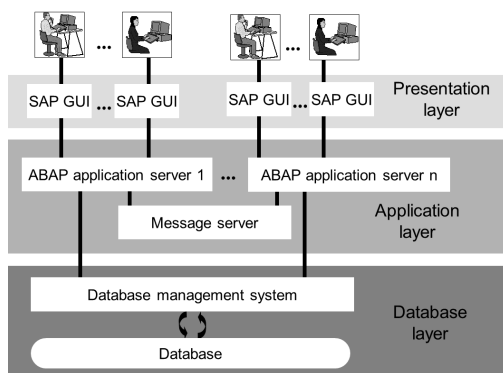 ...
...
...
SAP GUI ... SAP GUI
SAP GUI ... SAP GUI
Presentation
layer
ABAP application server 1 ... ABAP application server n
Message server
Application
layer
Database management system
Database
Database
layer